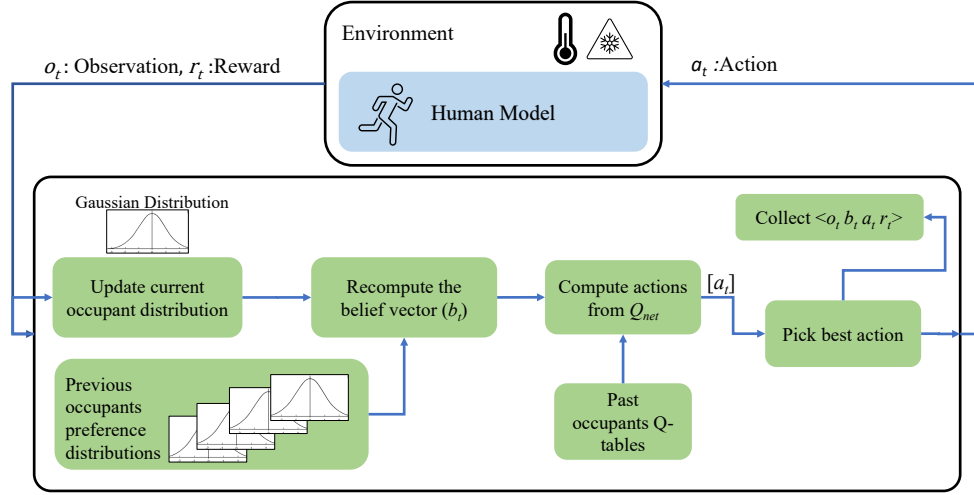 Environment
o_t: Observation, r_t :Reward
a_t :Action
Human Model
Gaussian Distribution
Collect <o_t b_t a_t r_t>
Update current
occupant distribution
Recompute the
belief vector (b_t)
Compute actions
from Q_net
[a_t]
Pick best action
Previous
occupants
preference
distributions
Past
occupants Q-
tables